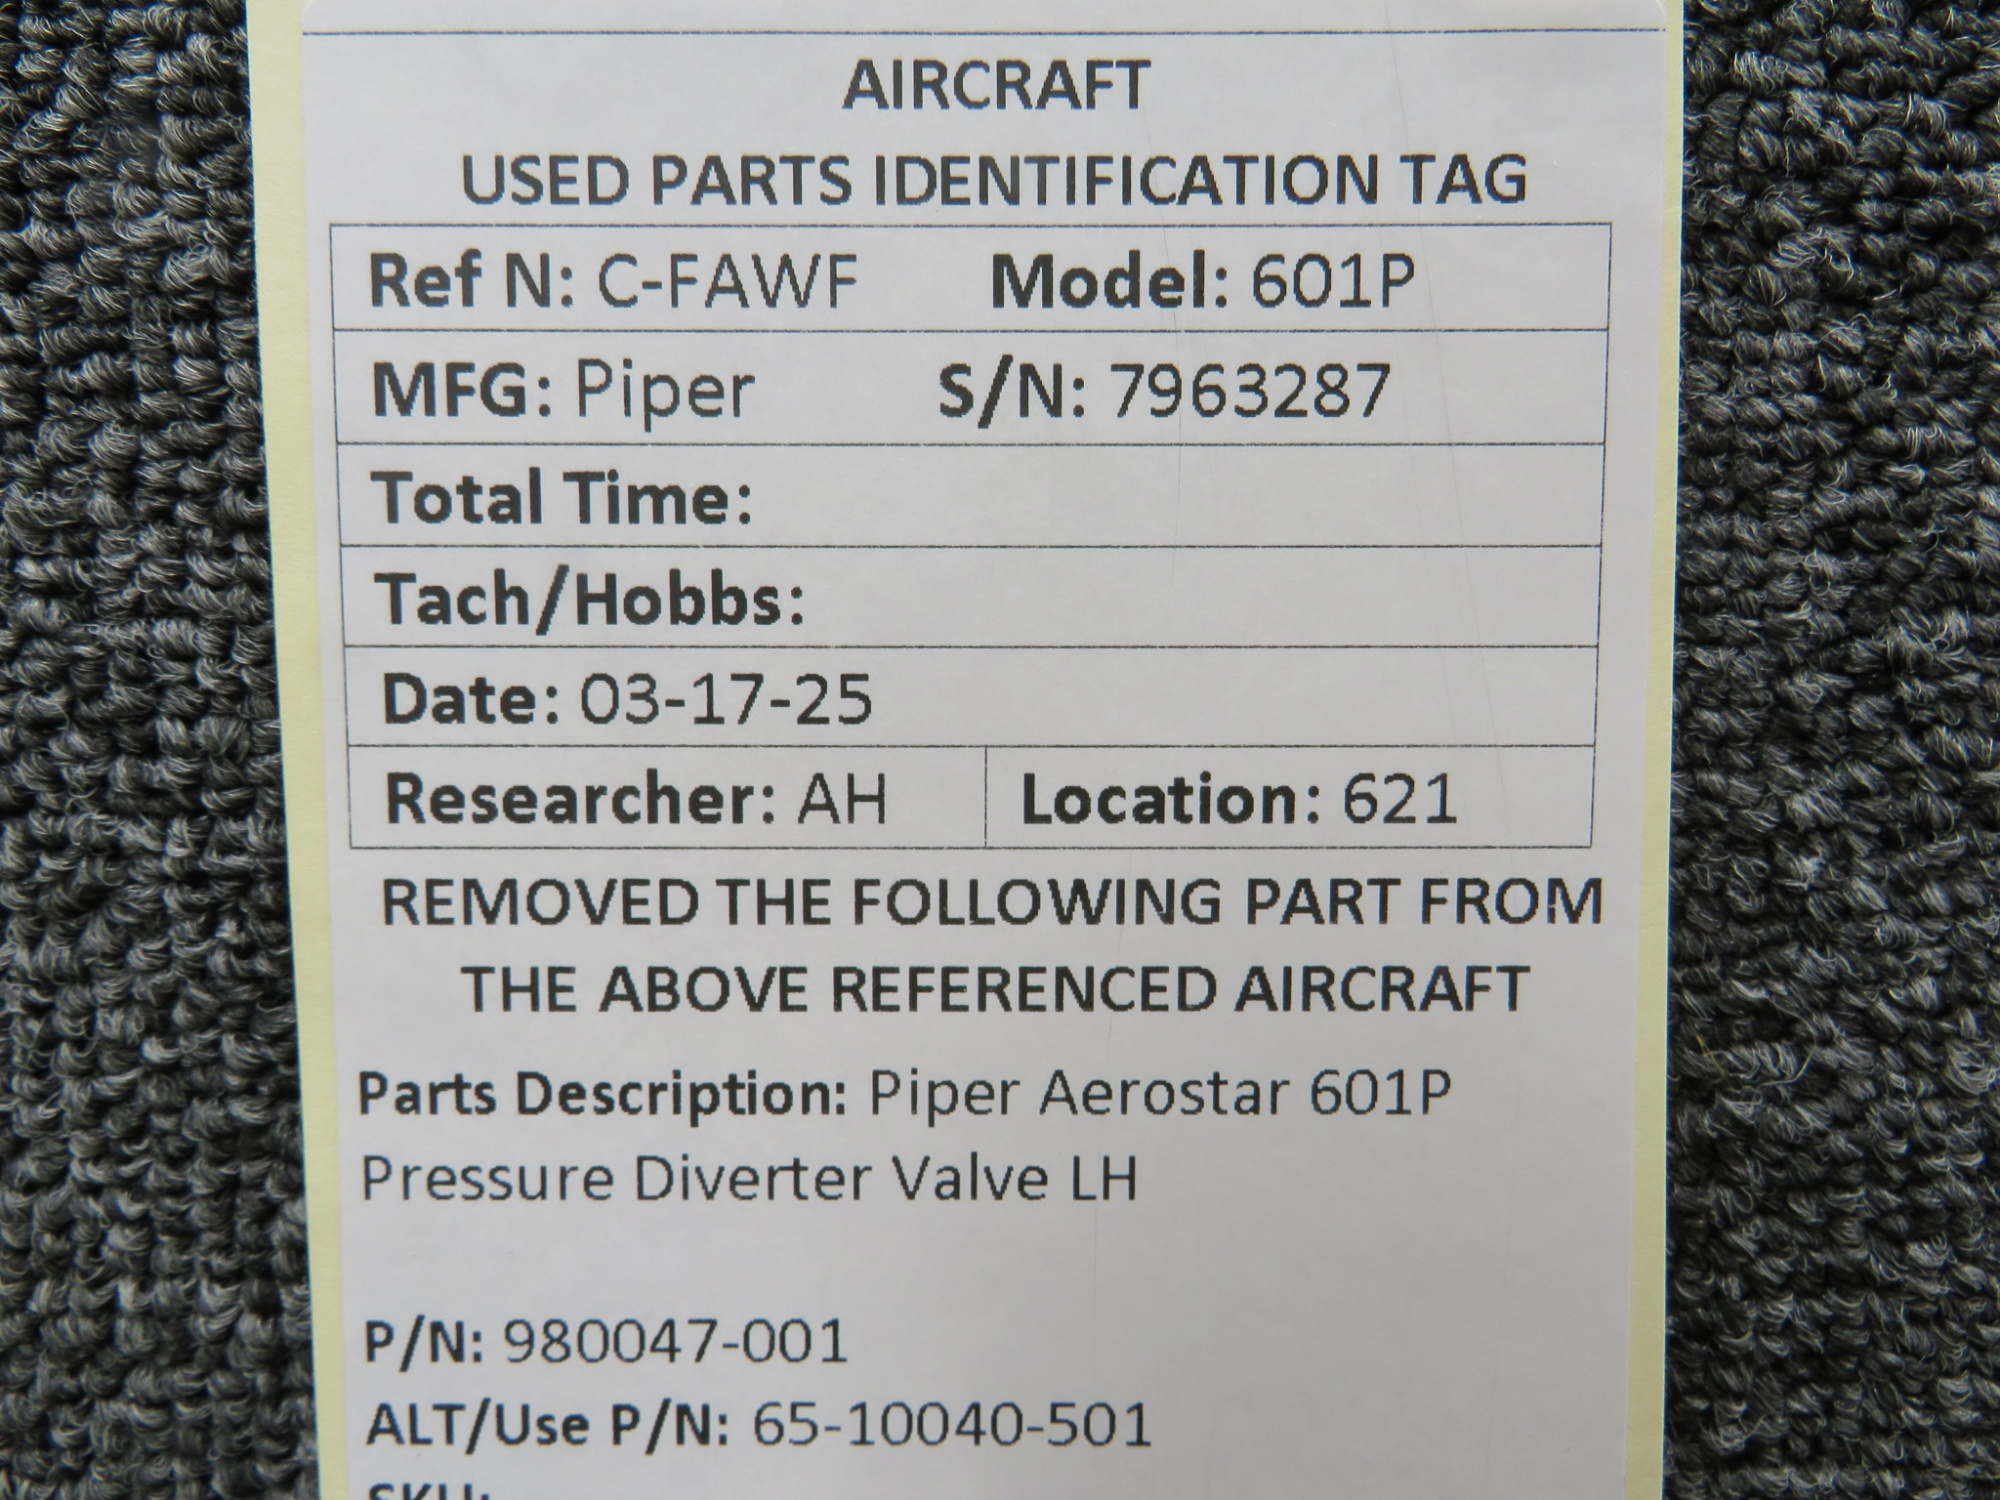 AIRCRAFT
USED PARTS IDENTIFICATION TAG
Ref N: C-FAWF Model: 601P
MFG: Piper S/N: 7963287
Total Time:
Tach/Hobbs:
Date: 03-17-25
Researcher: AH Location: 621
REMOVED THE FOLLOWING PART FROM
THE ABOVE REFERENCED AIRCRAFT
Parts Description: Piper Aerostar 601P
Pressure Diverter Valve LH
P/N: 980047-001
ALT/Use P/N: 65-10040-501
SKU: